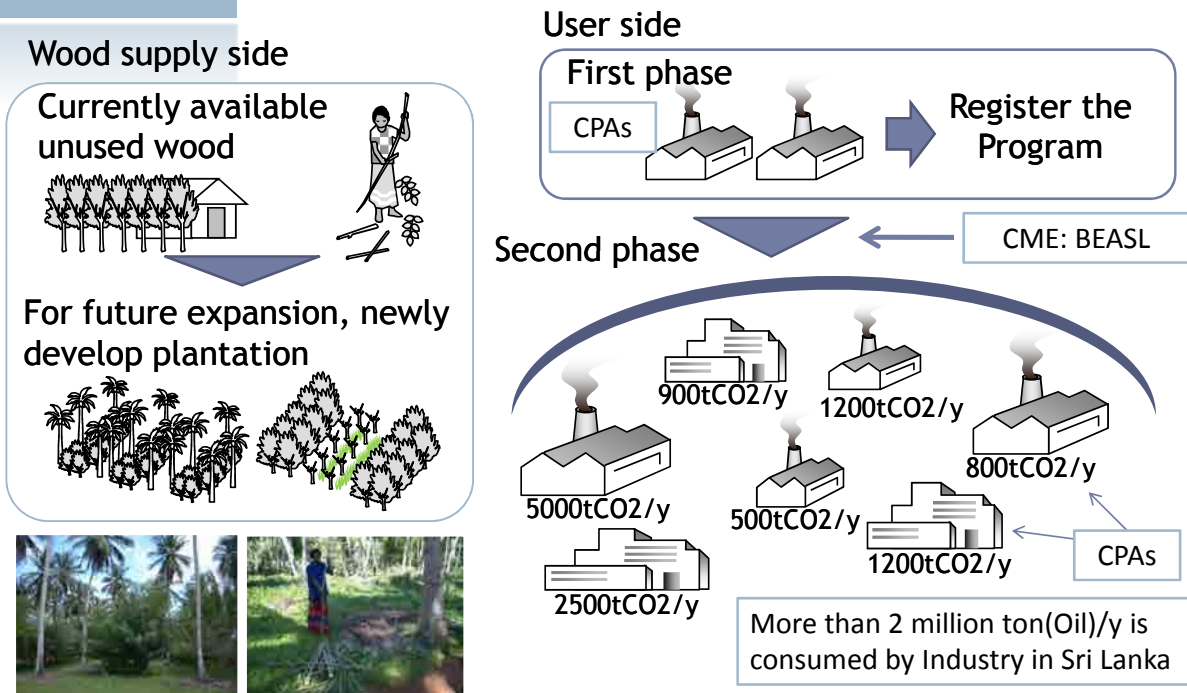 Wood supply side
Currently available
unused wood
For future expansion, newly
develop plantation
User side
First phase
CPAs
Register the
Program
Second phase
CME: BEASL
900tCO2/y
1200tCO2/y
5000tCO2/y
500tCO2/y
800tCO2/y
2500tCO2/y
1200tCO2/y
CPAs
More than 2 million ton(Oil)/y is
consumed by Industry in Sri Lanka